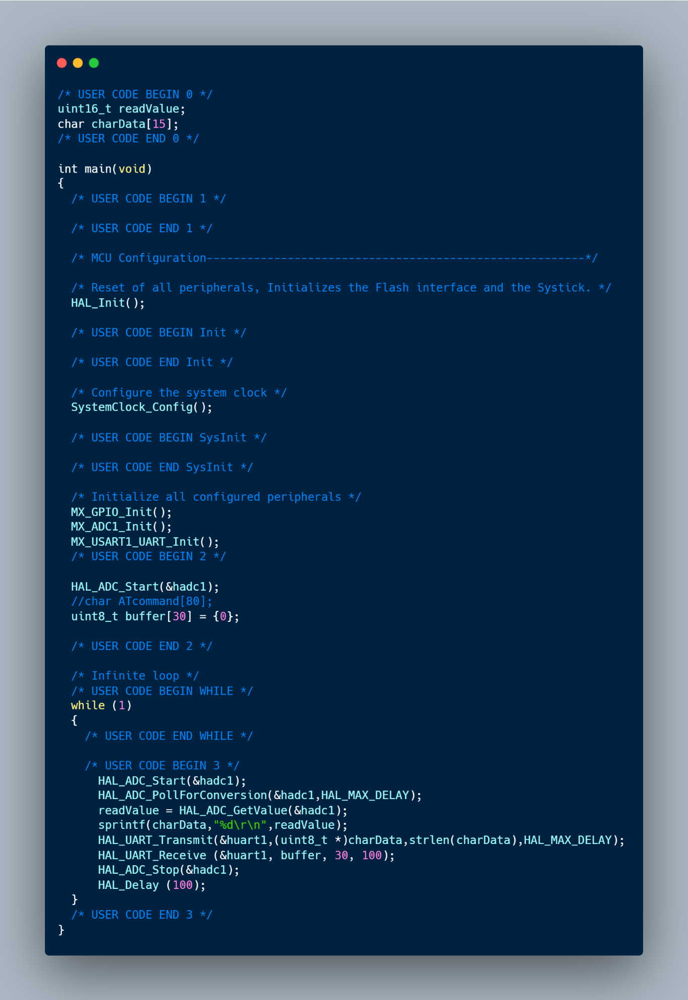 /* USER CODE BEGIN 0 */
uint16_t readValue;
char charData[15];
/* USER CODE END 0 */

int main(void)
{
  /* USER CODE BEGIN 1 */

  /* USER CODE END 1 */

  /* MCU Configuration--------------------------------------------------------*/

  /* Reset of all peripherals, Initializes the Flash interface and the Systick. */
  HAL_Init();

  /* USER CODE BEGIN Init */

  /* USER CODE END Init */

  /* Configure the system clock */
  SystemClock_Config();

  /* USER CODE BEGIN SysInit */

  /* USER CODE END SysInit */

  /* Initialize all configured peripherals */
  MX_GPIO_Init();
  MX_ADC1_Init();
  MX_USART1_UART_Init();
  /* USER CODE BEGIN 2 */

  HAL_ADC_Start(&hadc1);
  //char ATcommand[80];
  uint8_t buffer[30] = {0};

  /* USER CODE END 2 */

  /* Infinite loop */
  /* USER CODE BEGIN WHILE */
  while (1)
  {
    /* USER CODE END WHILE */

    /* USER CODE BEGIN 3 */
      HAL_ADC_Start(&hadc1);
      HAL_ADC_PollForConversion(&hadc1,HAL_MAX_DELAY);
      readValue = HAL_ADC_GetValue(&hadc1);
      sprintf(charData,"%d\r\n",readValue);
      HAL_UART_Transmit(&huart1,(uint8_t *)charData,strlen(charData),HAL_MAX_DELAY);
      HAL_UART_Receive (&huart1, buffer, 30, 100);
      HAL_ADC_Stop(&hadc1);
      HAL_Delay (100);
  }
  /* USER CODE END 3 */
}